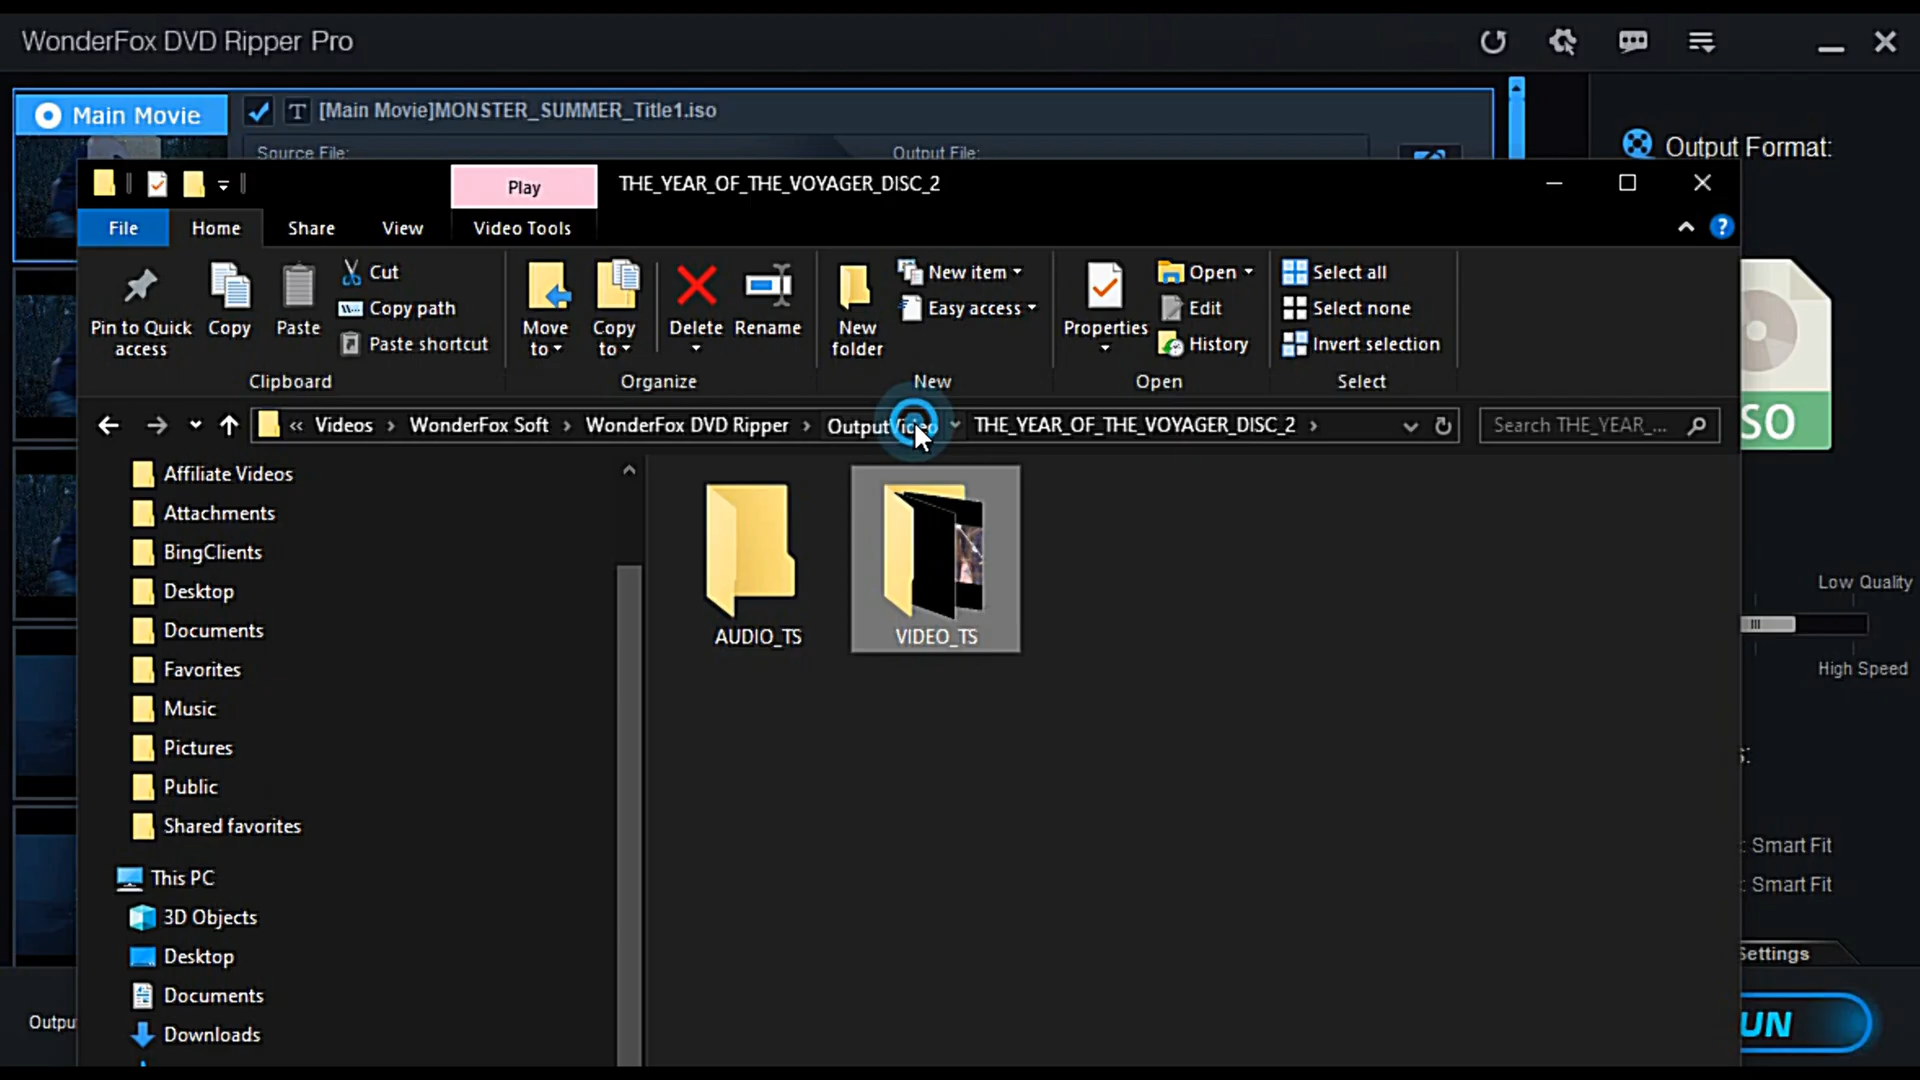 WonderFox DVD Ripper Pro
Main Movie
T [Main Movie]MONSTER_SUMMER_Title1.iso
Source File:
Output File:
Output Format:
Play
THE_YEAR_OF_THE_VOYAGER_DISC_2
File
Home
Share
View
Video Tools
?
Pin to Quick access
Copy
Paste
Cut
Copy path
Paste shortcut
Clipboard
Move to
Copy to
Delete
Rename
Organize
New folder
New item
Easy access
New
Properties
Open
Edit
History
Open
Select all
Select none
Invert selection
Select
ISO
« Videos › WonderFox Soft › WonderFox DVD Ripper › OutputVideo THE_YEAR_OF_THE_VOYAGER_DISC_2 ›
Search THE_YEAR_...
Affiliate Videos
Attachments
BingClients
Desktop
Documents
Favorites
Music
Pictures
Public
Shared favorites
This PC
3D Objects
Desktop
Documents
Downloads
AUDIO_TS
VIDEO_TS
Low Quality
High Speed
: Smart Fit
: Smart Fit
Settings
Outpu
UN